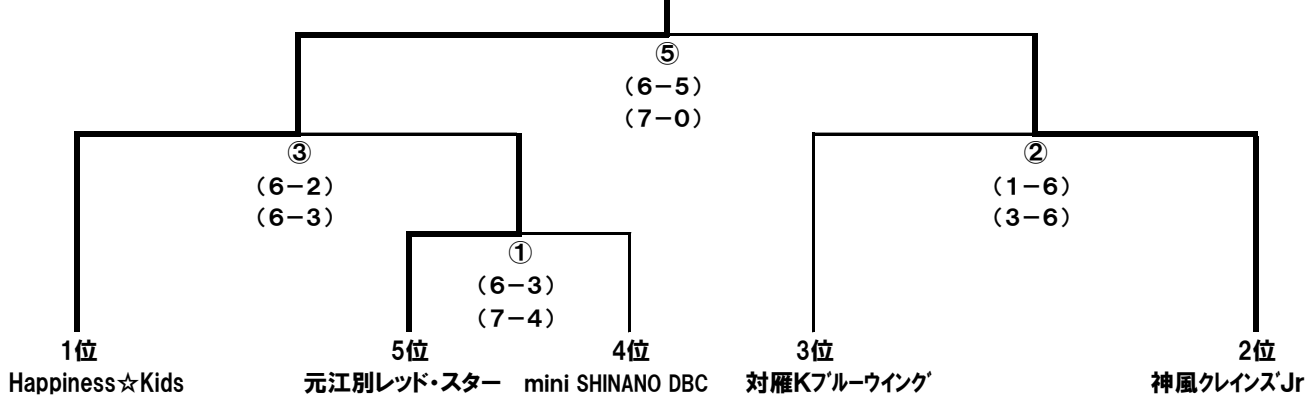 ⑤
(6-5)
(7-0)
③
(6-2)
(6-3)
②
(1-6)
(3-6)
①
(6-3)
(7-4)
1位
5位
4位
3位
2位
Happiness☆Kids
元江別レッド・スター
mini SHINANO DBC
対雁Kブルーウイング
神風クレインズJr